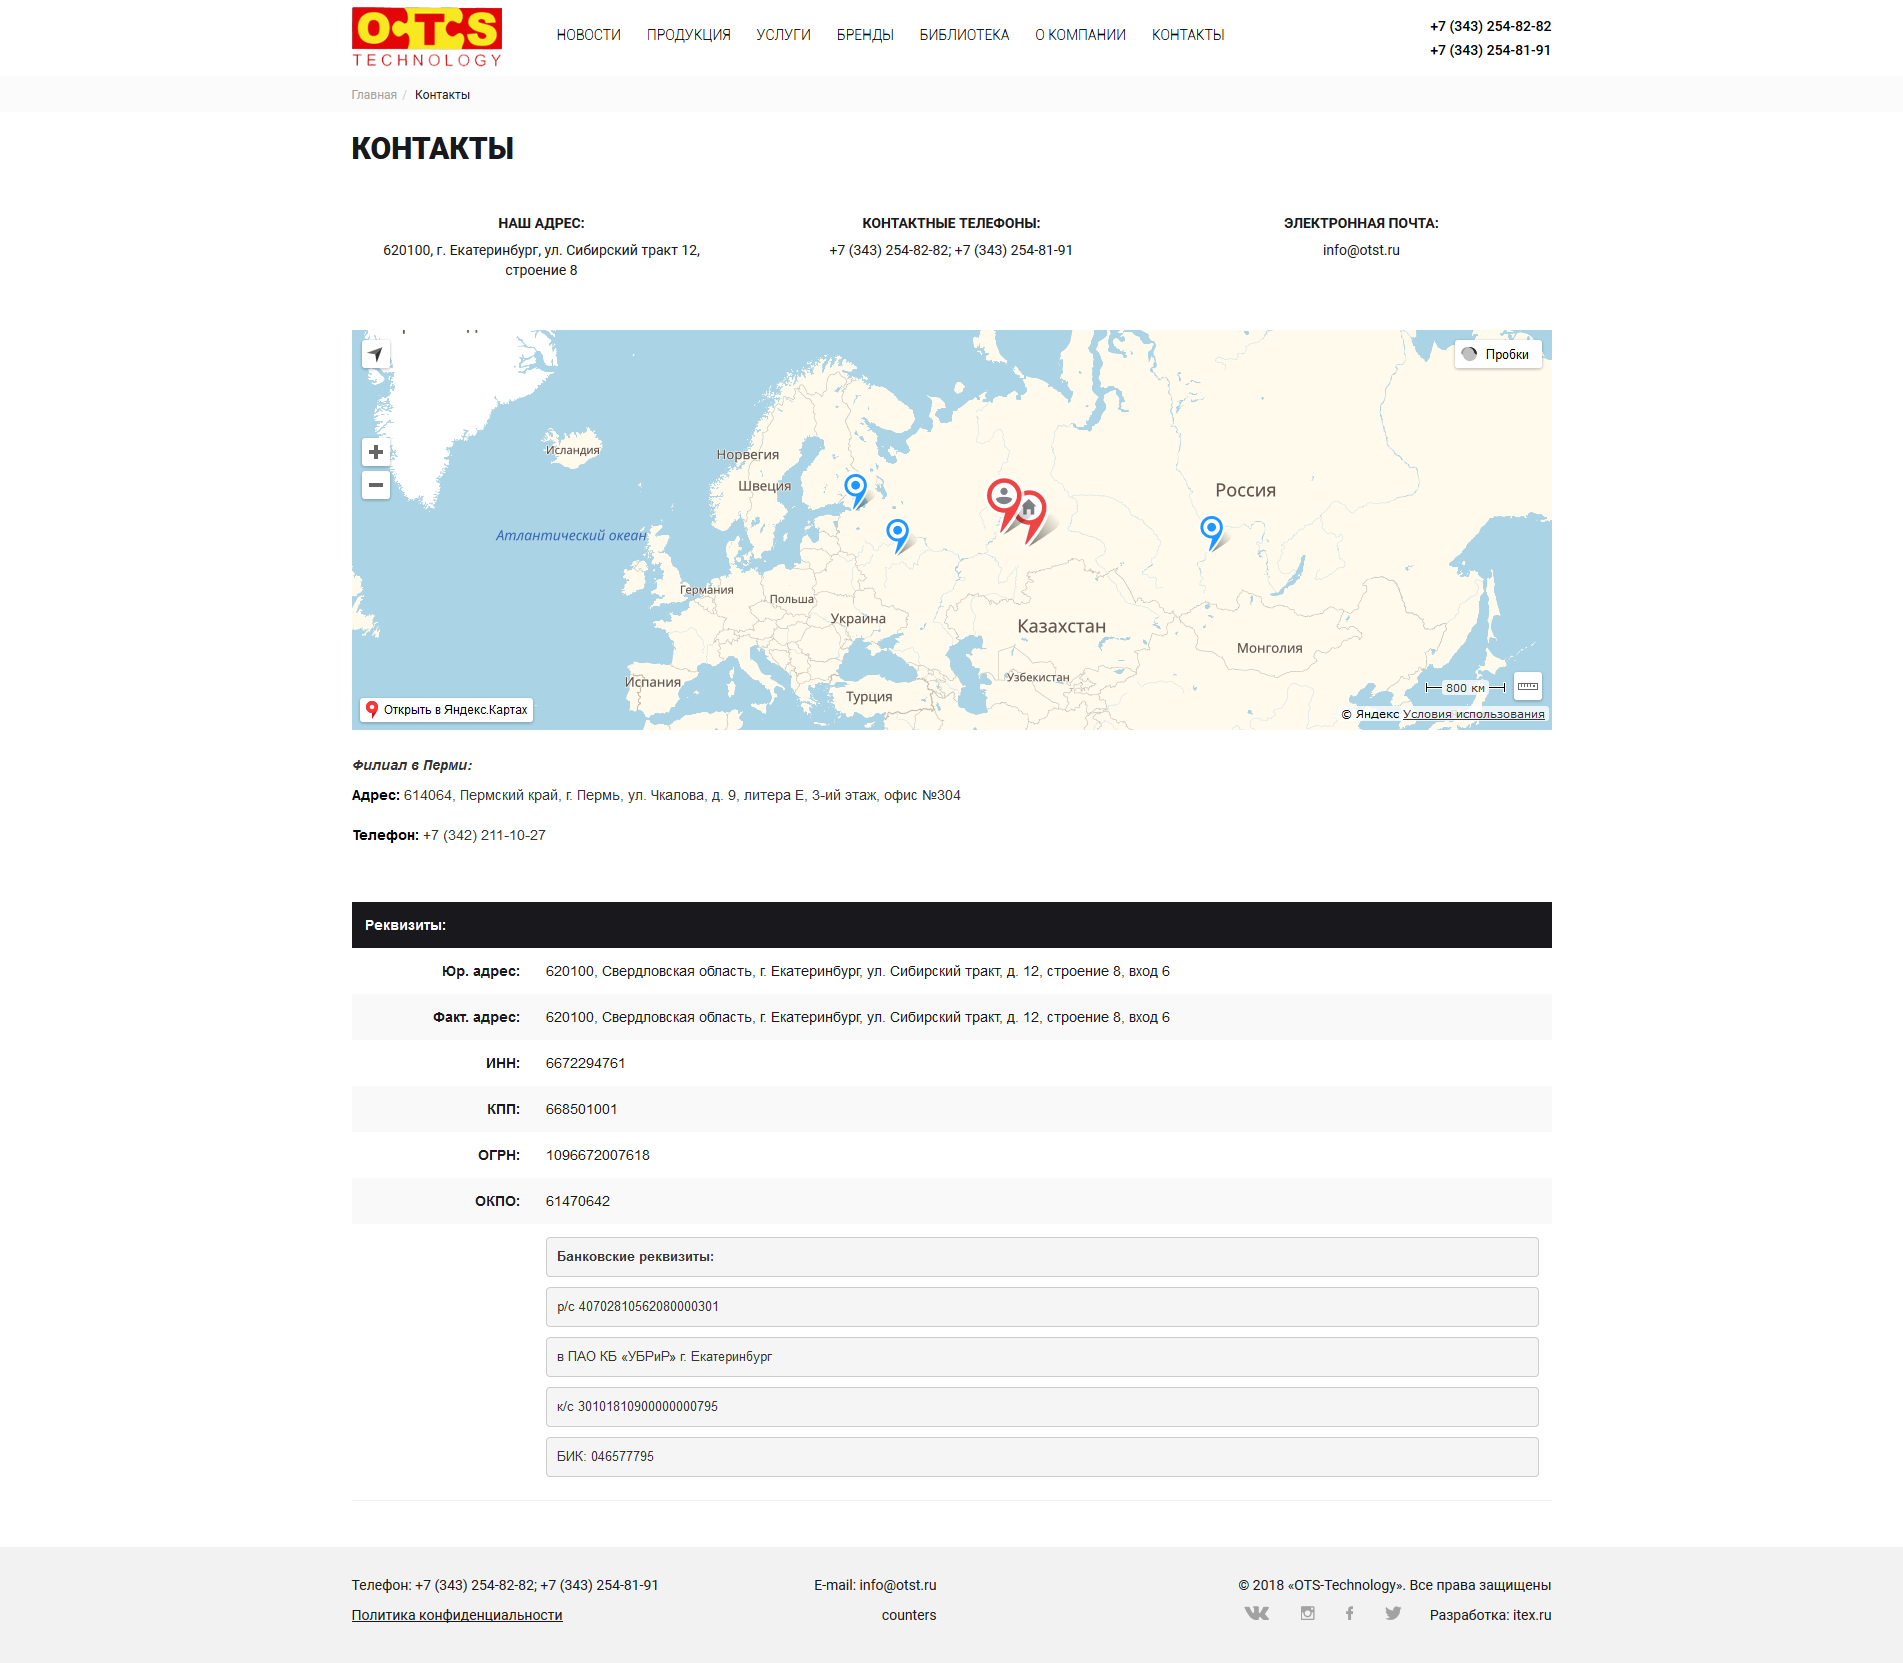 OTS
TECHNOLOGY
НОВОСТИ ПРОДУКЦИЯ УСЛУГИ БРЕНДЫ БИБЛИОТЕКА О КОМПАНИИ КОНТАКТЫ
+7 (343) 254-82-82
+7 (343) 254-81-91
Главная / Контакты
КОНТАКТЫ
НАШ АДРЕС:
620100, г. Екатеринбург, ул. Сибирский тракт 12,
строение 8
КОНТАКТНЫЕ ТЕЛЕФОНЫ:
+7 (343) 254-82-82; +7 (343) 254-81-91
ЭЛЕКТРОННАЯ ПОЧТА:
info@otst.ru
Пробки
Исландия
Норвегия
Швеция
Россия
Атлантический океан
Германия
Польша
Украина
Казахстан
Монголия
Испания
Узбекистан
Турция
800 км
Открыть в Яндекс.Картах
© Яндекс Условия использования
Филиал в Перми:
Адрес: 614064, Пермский край, г. Пермь, ул. Чкалова, д. 9, литера Е, 3-ий этаж, офис №304
Телефон: +7 (342) 211-10-27
Реквизиты:
Юр. адрес: 620100, Свердловская область, г. Екатеринбург, ул. Сибирский тракт, д. 12, строение 8, вход 6
Факт. адрес: 620100, Свердловская область, г. Екатеринбург, ул. Сибирский тракт, д. 12, строение 8, вход 6
ИНН: 6672294761
КПП: 668501001
ОГРН: 1096672007618
ОКПО: 61470642
Банковские реквизиты:
р/с 40702810562080000301
в ПАО КБ «УБРиР» г. Екатеринбург
к/с 30101810900000000795
БИК: 046577795
Телефон: +7 (343) 254-82-82; +7 (343) 254-81-91
Политика конфиденциальности
E-mail: info@otst.ru
counters
© 2018 «OTS-Technology». Все права защищены
Разработка: itex.ru